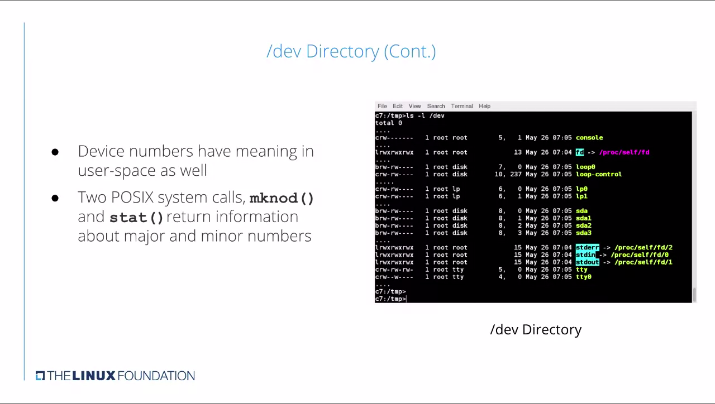 /dev Directory (Cont.)
● Device numbers have meaning in
user-space as well
● Two POSIX system calls, mknod()
and stat() return information
about major and minor numbers
File Edit View Search Terminal Help
c7:/tmp>ls -l /dev
total 0
....
crw------- 1 root root 5, 1 May 26 07:05 console
....
lrwxrwxrwx 1 root root 13 May 26 07:04 fd -> /proc/self/fd
....
brw-rw---- 1 root disk 7, 0 May 26 07:05 loop0
crw-rw---- 1 root disk 10, 237 May 26 07:05 loop-control
....
crw-rw---- 1 root lp 6, 0 May 26 07:05 lp0
crw-rw---- 1 root lp 6, 1 May 26 07:05 lp1
....
brw-rw---- 1 root disk 8, 0 May 26 07:05 sda
brw-rw---- 1 root disk 8, 1 May 26 07:05 sda1
brw-rw---- 1 root disk 8, 2 May 26 07:05 sda2
brw-rw---- 1 root disk 8, 3 May 26 07:05 sda3
....
lrwxrwxrwx 1 root root 15 May 26 07:04 stderr -> /proc/self/fd/2
lrwxrwxrwx 1 root root 15 May 26 07:04 stdin -> /proc/self/fd/0
lrwxrwxrwx 1 root root 15 May 26 07:04 stdout -> /proc/self/fd/1
crw-rw-rw- 1 root tty 5, 0 May 26 07:05 tty
crw--w---- 1 root tty 4, 0 May 26 07:05 tty0
....
c7:/tmp>
c7:/tmp>
/dev Directory
THE LINUX FOUNDATION